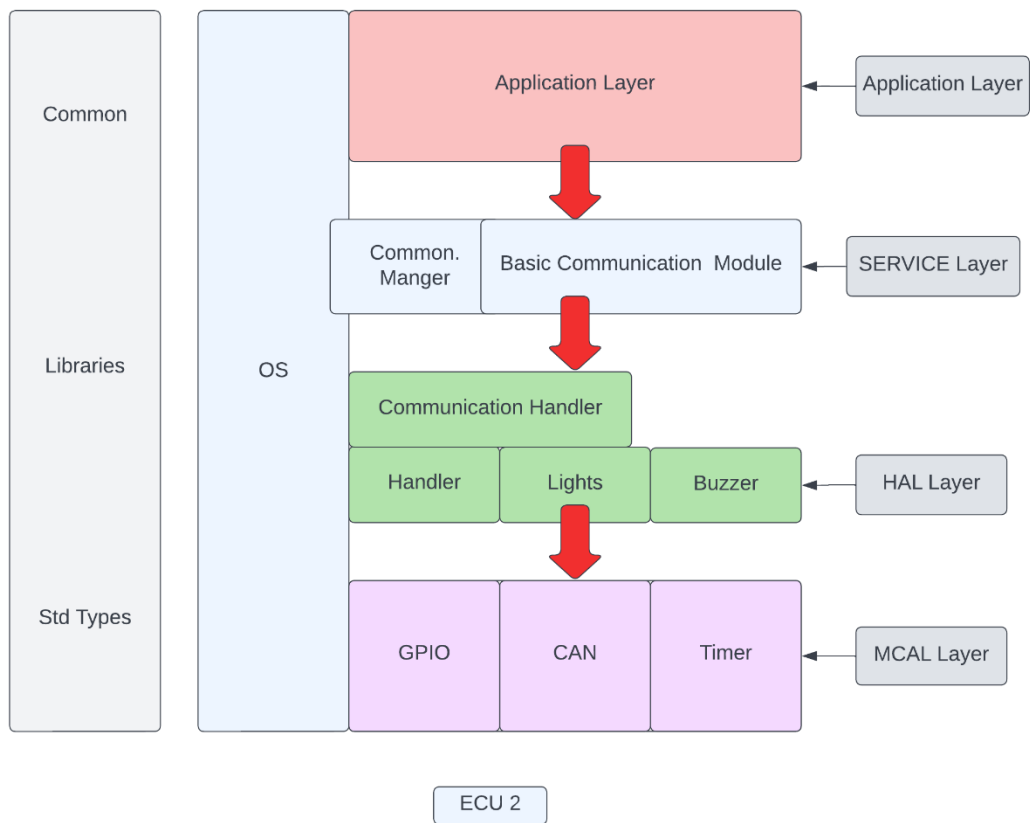 Common
Libraries
Std Types
OS
Application Layer
Application Layer
Common.
Manger
Basic Communication Module
SERVICE Layer
Communication Handler
Handler
Lights
Buzzer
HAL Layer
GPIO
CAN
Timer
MCAL Layer
ECU 2